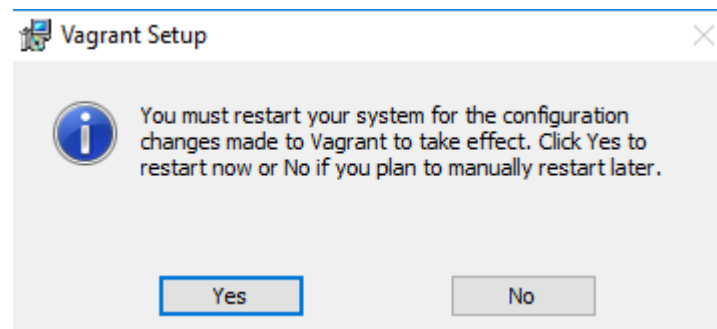 Vagrant Setup
You must restart your system for the configuration
changes made to Vagrant to take effect. Click Yes to
restart now or No if you plan to manually restart later.
Yes No